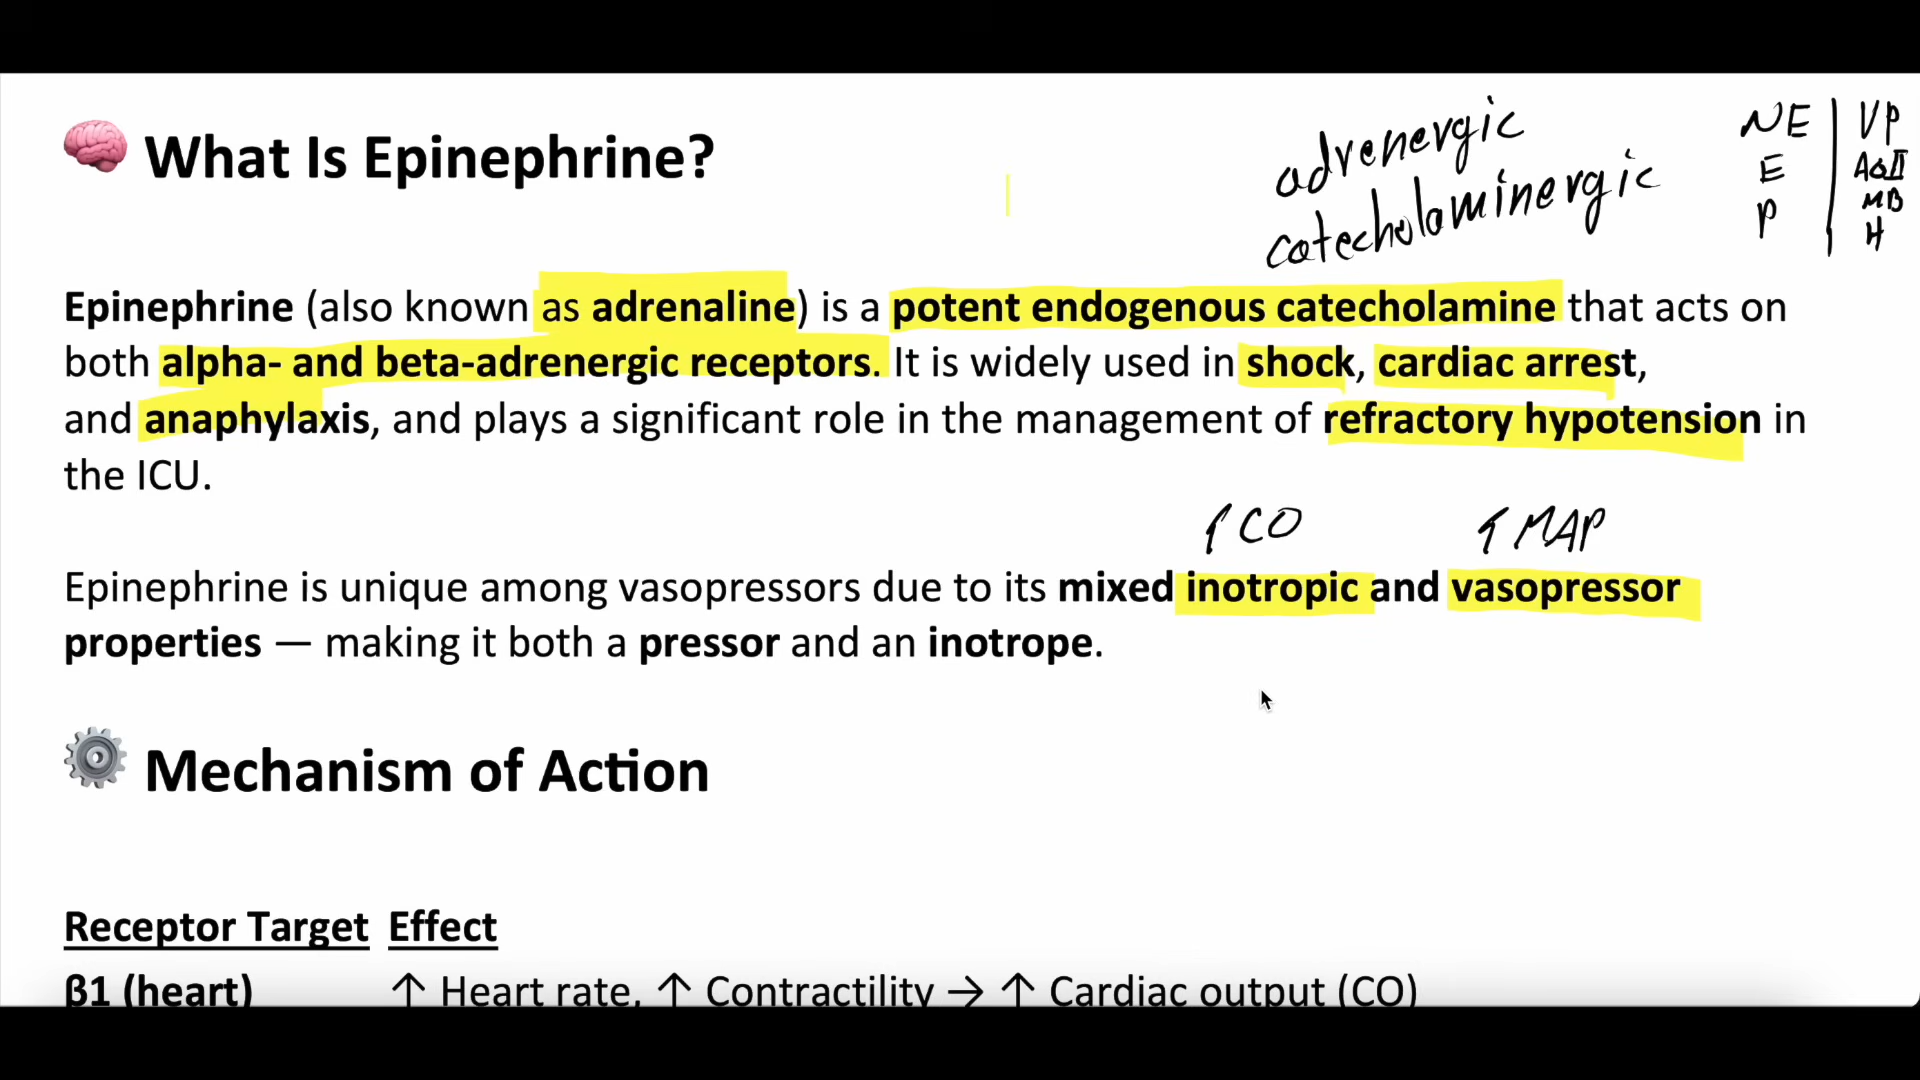 What Is Epinephrine?
adrenergic
catecholaminergic
NE | VP
E | AGII
P | MB
H
Epinephrine (also known as adrenaline) is a potent endogenous catecholamine that acts on
both alpha- and beta-adrenergic receptors. It is widely used in shock, cardiac arrest,
and anaphylaxis, and plays a significant role in the management of refractory hypotension in
the ICU.
↑ CO ↑ MAP
Epinephrine is unique among vasopressors due to its mixed inotropic and vasopressor
properties — making it both a pressor and an inotrope.
Mechanism of Action
Receptor Target Effect
β1 (heart) ↑ Heart rate, ↑ Contractility → ↑ Cardiac output (CO)